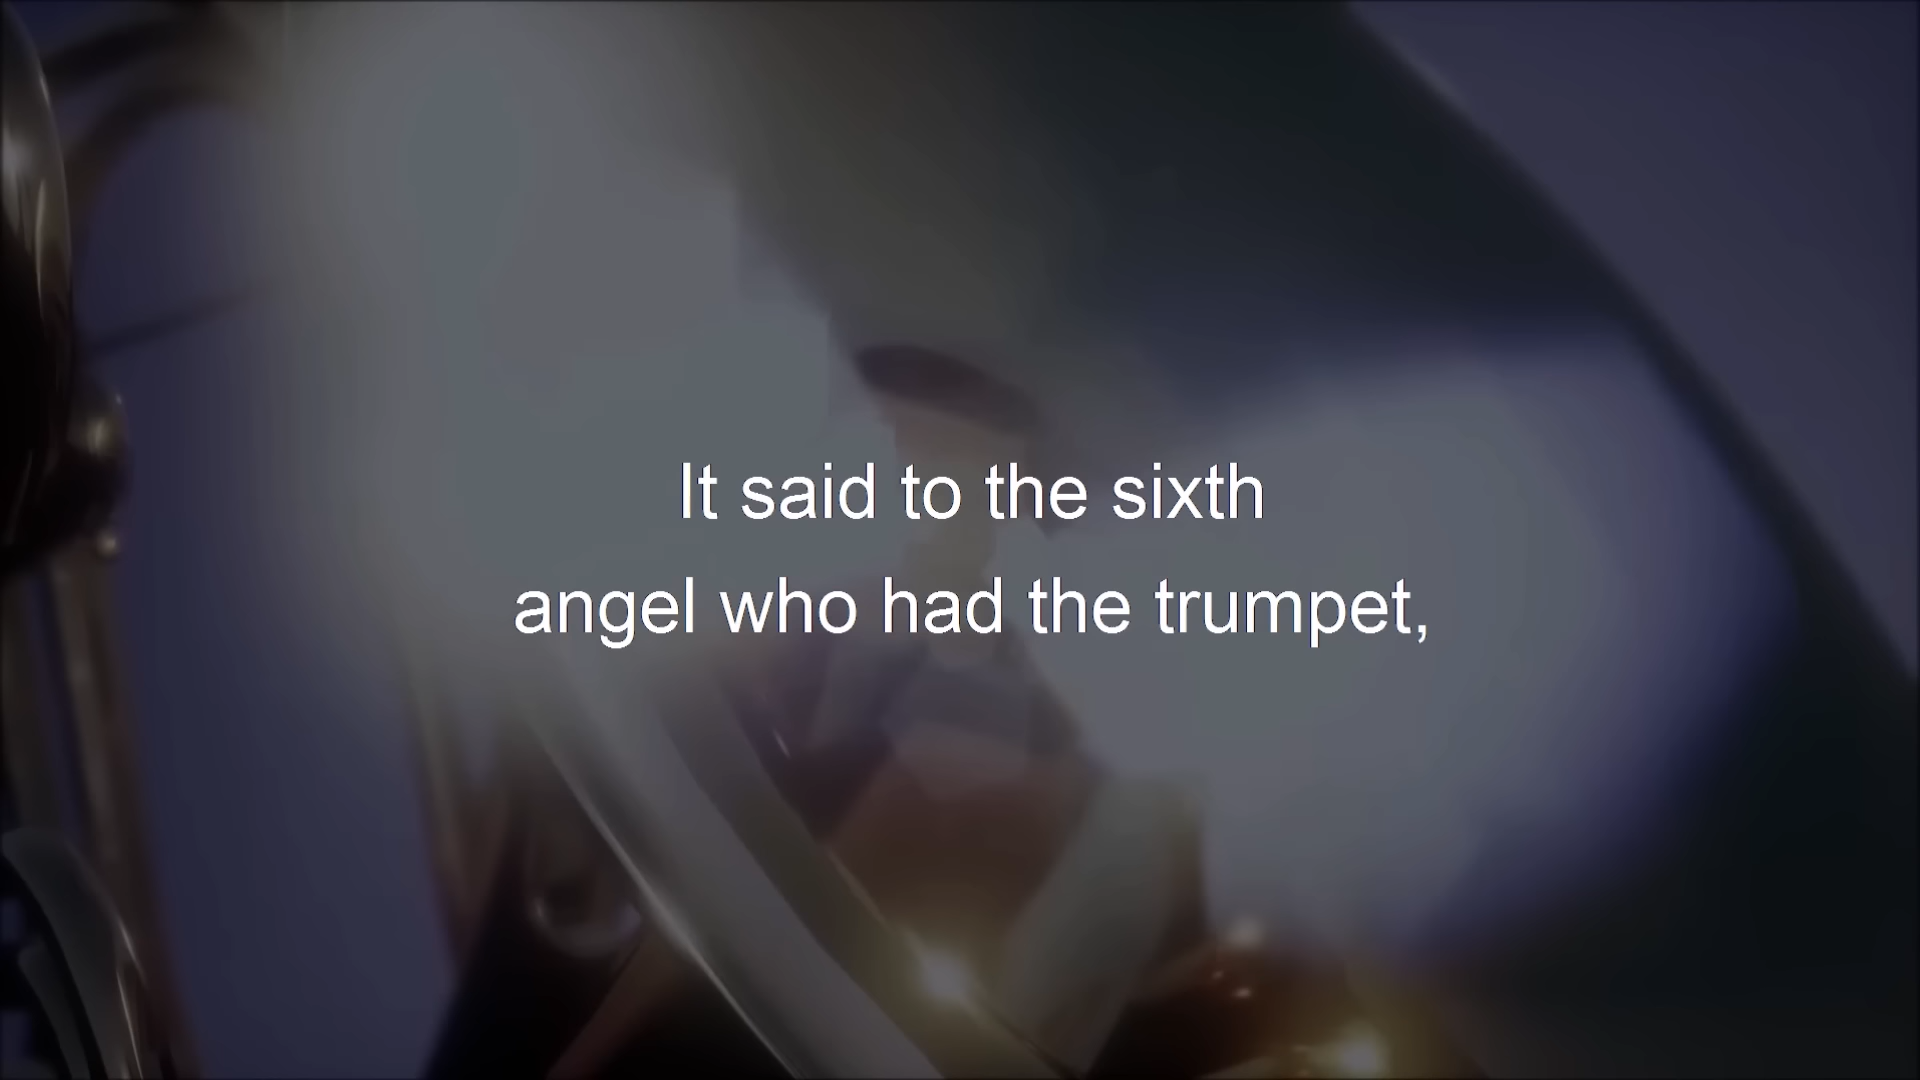 It said to the sixth
angel who had the trumpet,